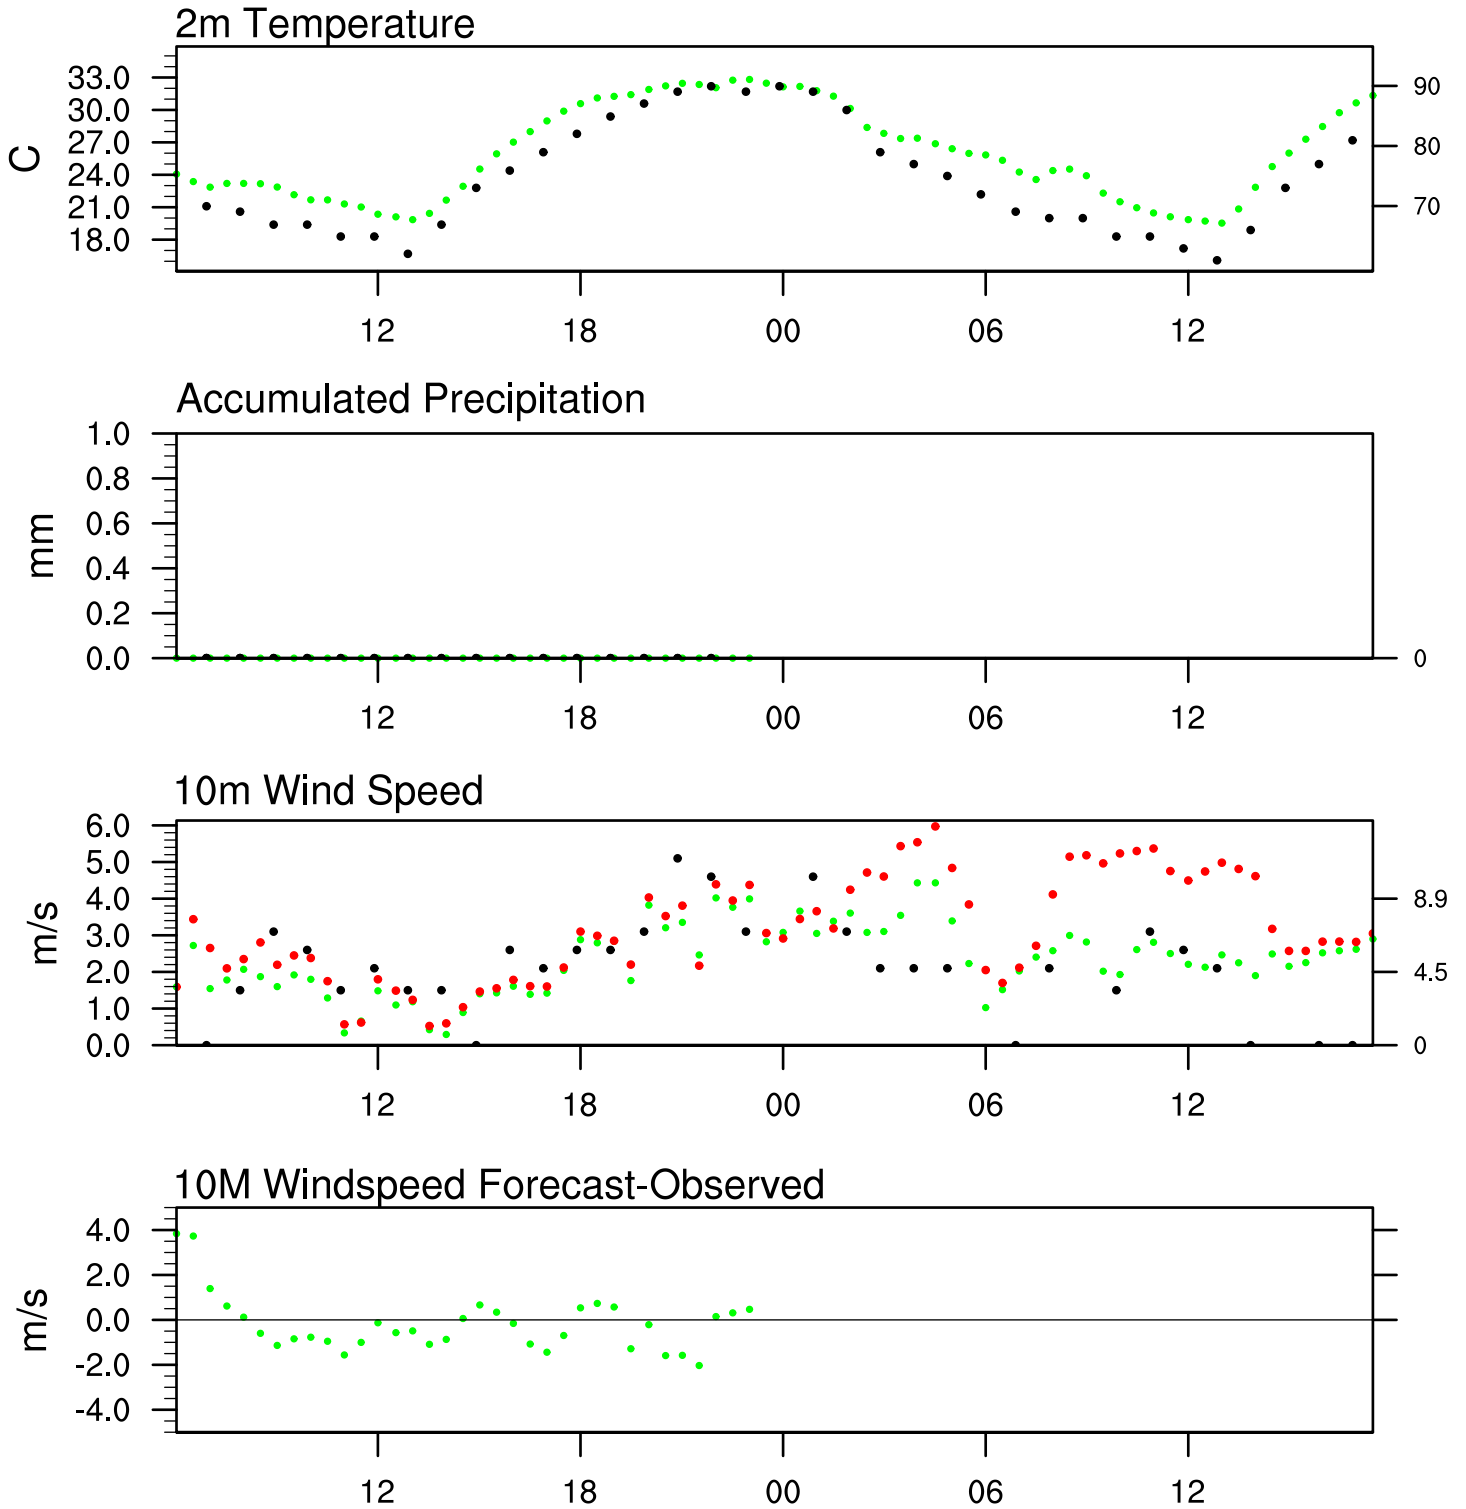 2m Temperature
33.0
30.0
27.0
24.0
21.0
18.0
C
90
80
70
12 18 00 06 12
Accumulated Precipitation
1.0
0.8
0.6
0.4
0.2
0.0
mm
0
12 18 00 06 12
10m Wind Speed
6.0
5.0
4.0
3.0
2.0
1.0
0.0
m/s
8.9
4.5
0
12 18 00 06 12
10M Windspeed Forecast-Observed
4.0
2.0
0.0
-2.0
-4.0
m/s
12 18 00 06 12